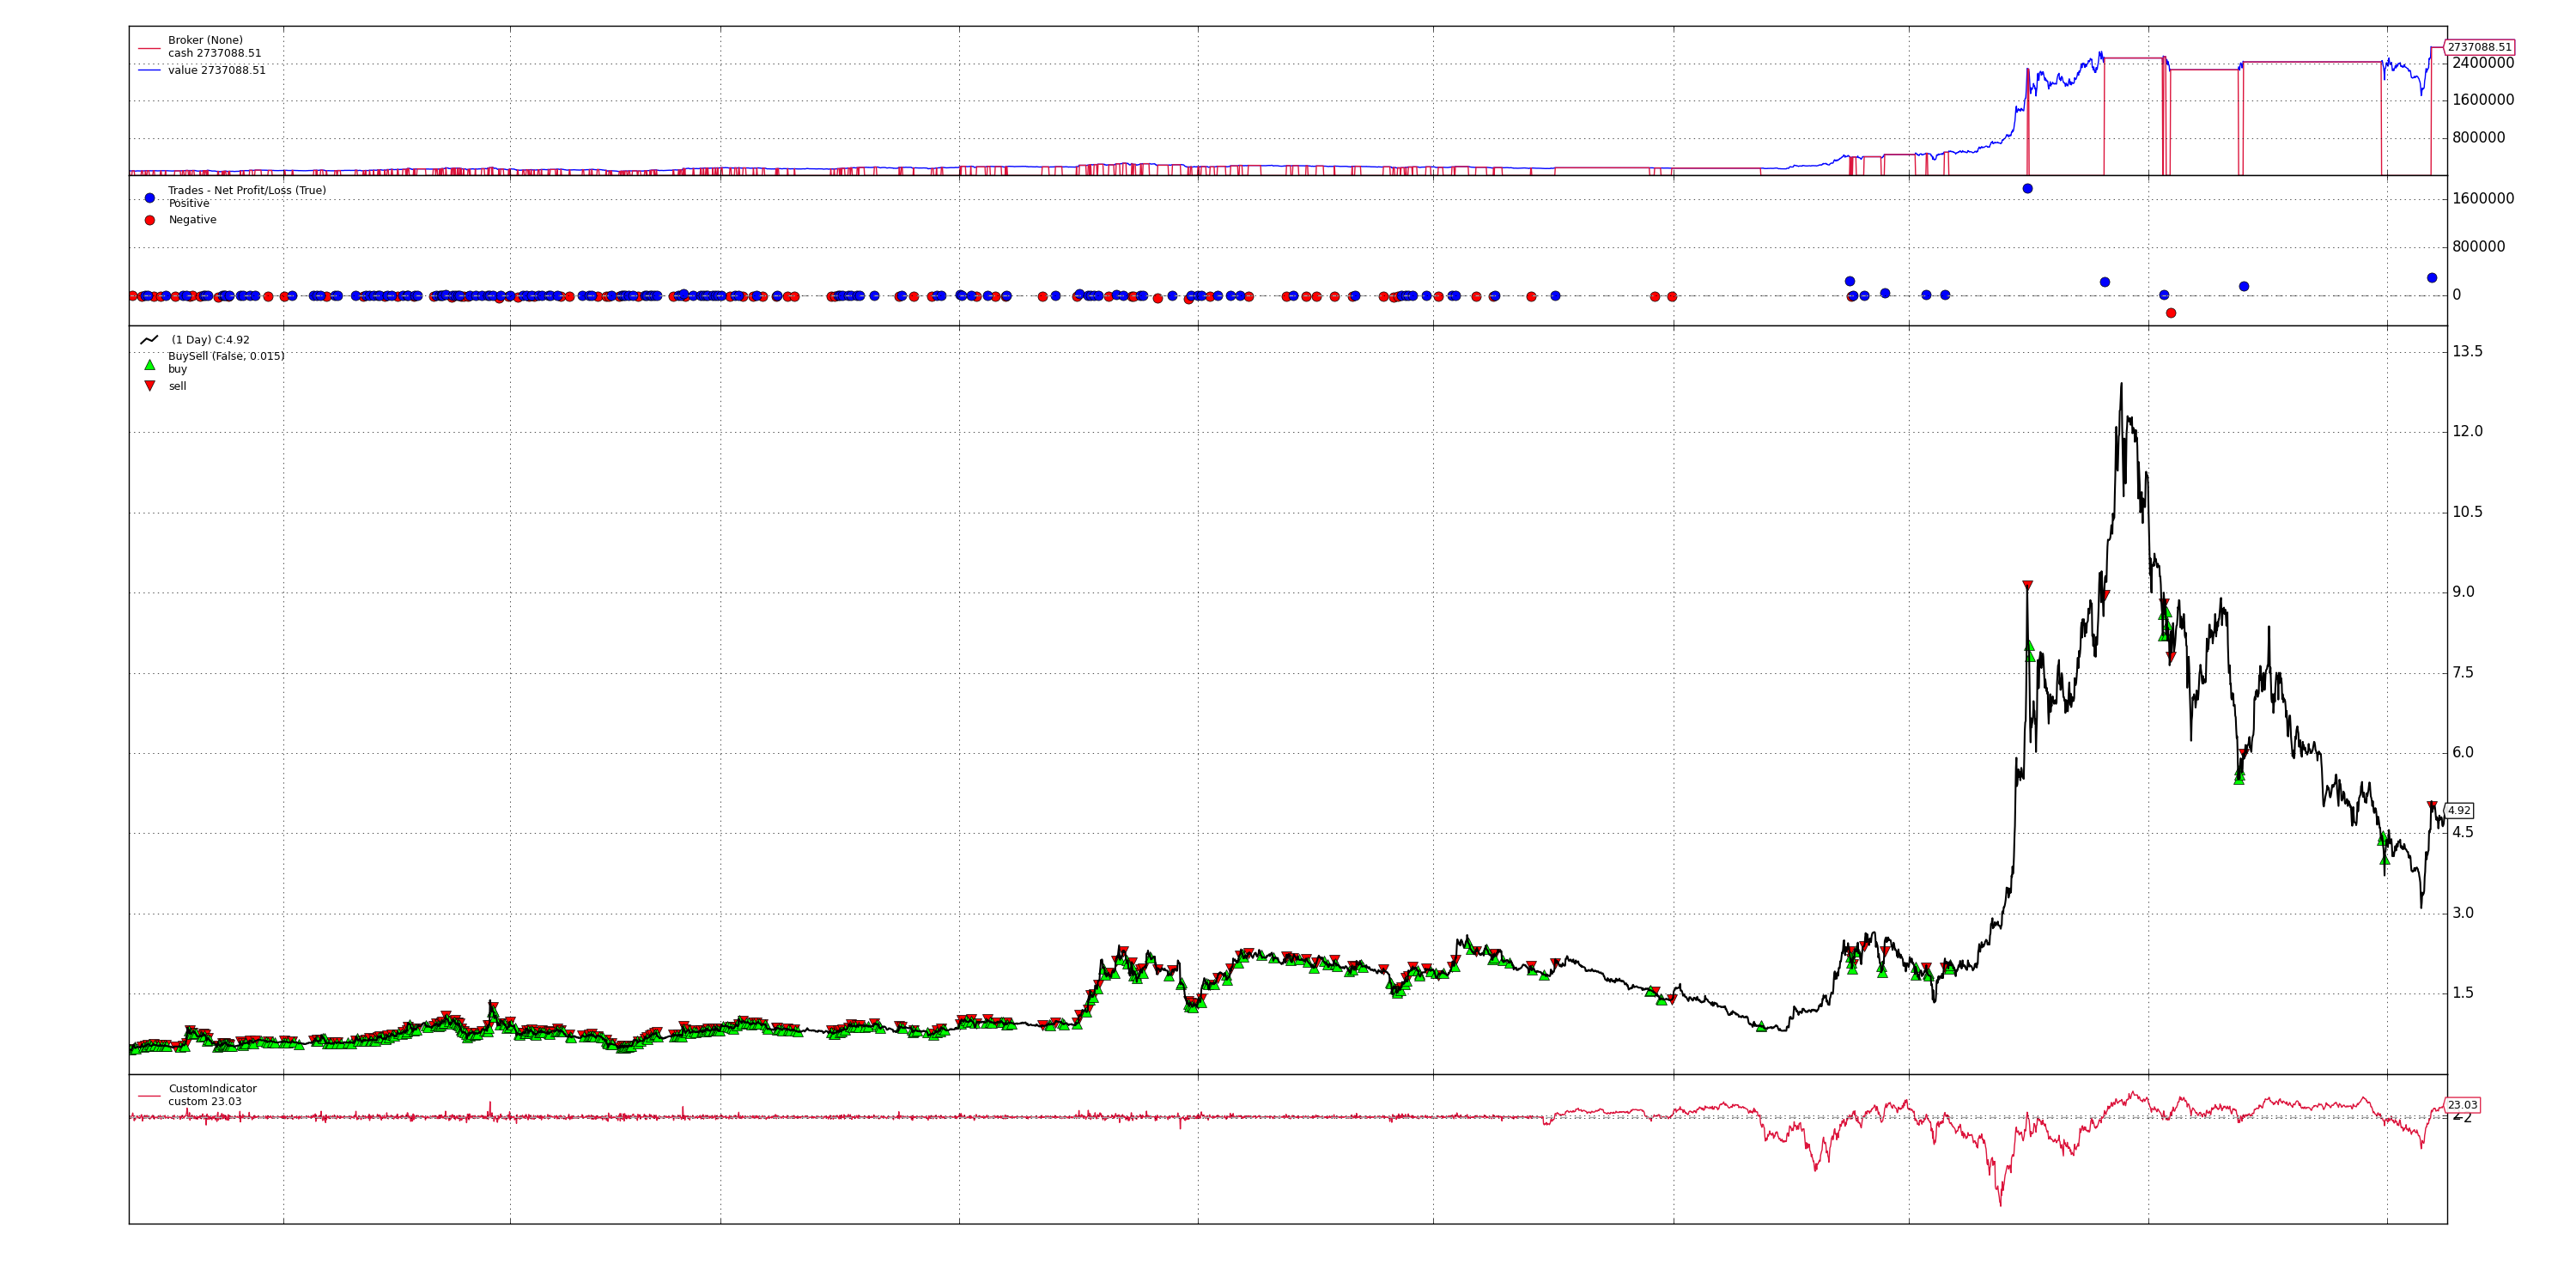 Broker (None)
cash 2737088.51
value 2737088.51
2737088.51
2400000
1600000
800000
Trades - Net Profit/Loss (True)
Positive
Negative
1600000
800000
0
(1 Day) C:4.92
BuySell (False, 0.015)
buy
sell
13.5
12.0
10.5
9.0
7.5
6.0
4.92
4.5
3.0
1.5
CustomIndicator
custom 23.03
23.03